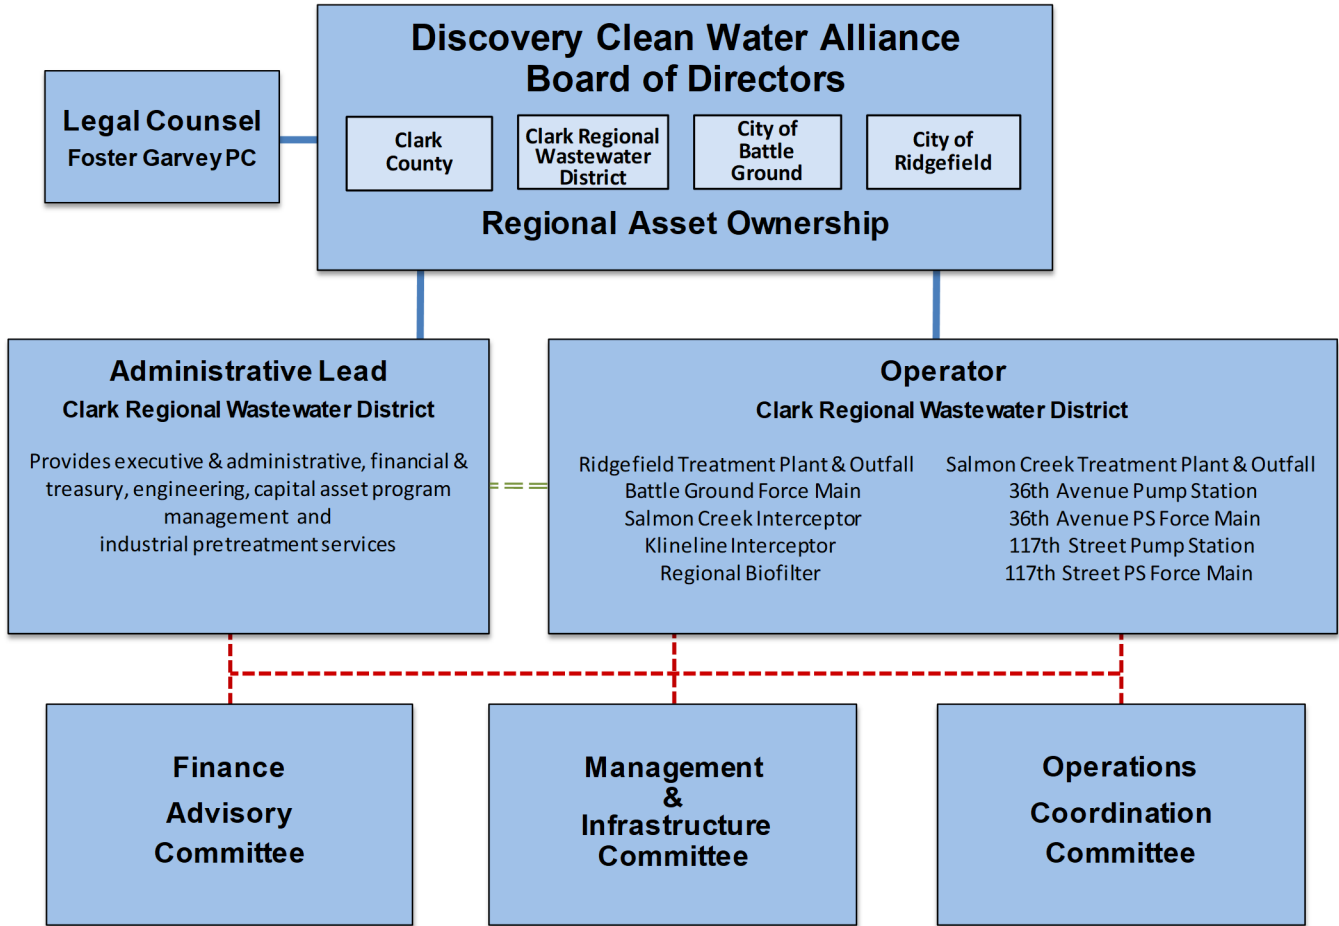 Discovery Clean Water Alliance
Board of Directors
Legal Counsel
Foster Garvey PC
Clark
County
Clark Regional
Wastewater
District
City of
Battle
Ground
City of
Ridgefield
Regional Asset Ownership
Administrative Lead
Clark Regional Wastewater District
Provides executive & administrative, financial &
treasury, engineering, capital asset program
management and
industrial pretreatment services
Operator
Clark Regional Wastewater District
Ridgefield Treatment Plant & Outfall
Battle Ground Force Main
Salmon Creek Interceptor
Klineline Interceptor
Regional Biofilter
Salmon Creek Treatment Plant & Outfall
36th Avenue Pump Station
36th Avenue PS Force Main
117th Street Pump Station
117th Street PS Force Main
Finance
Advisory
Committee
Management
&
Infrastructure
Committee
Operations
Coordination
Committee